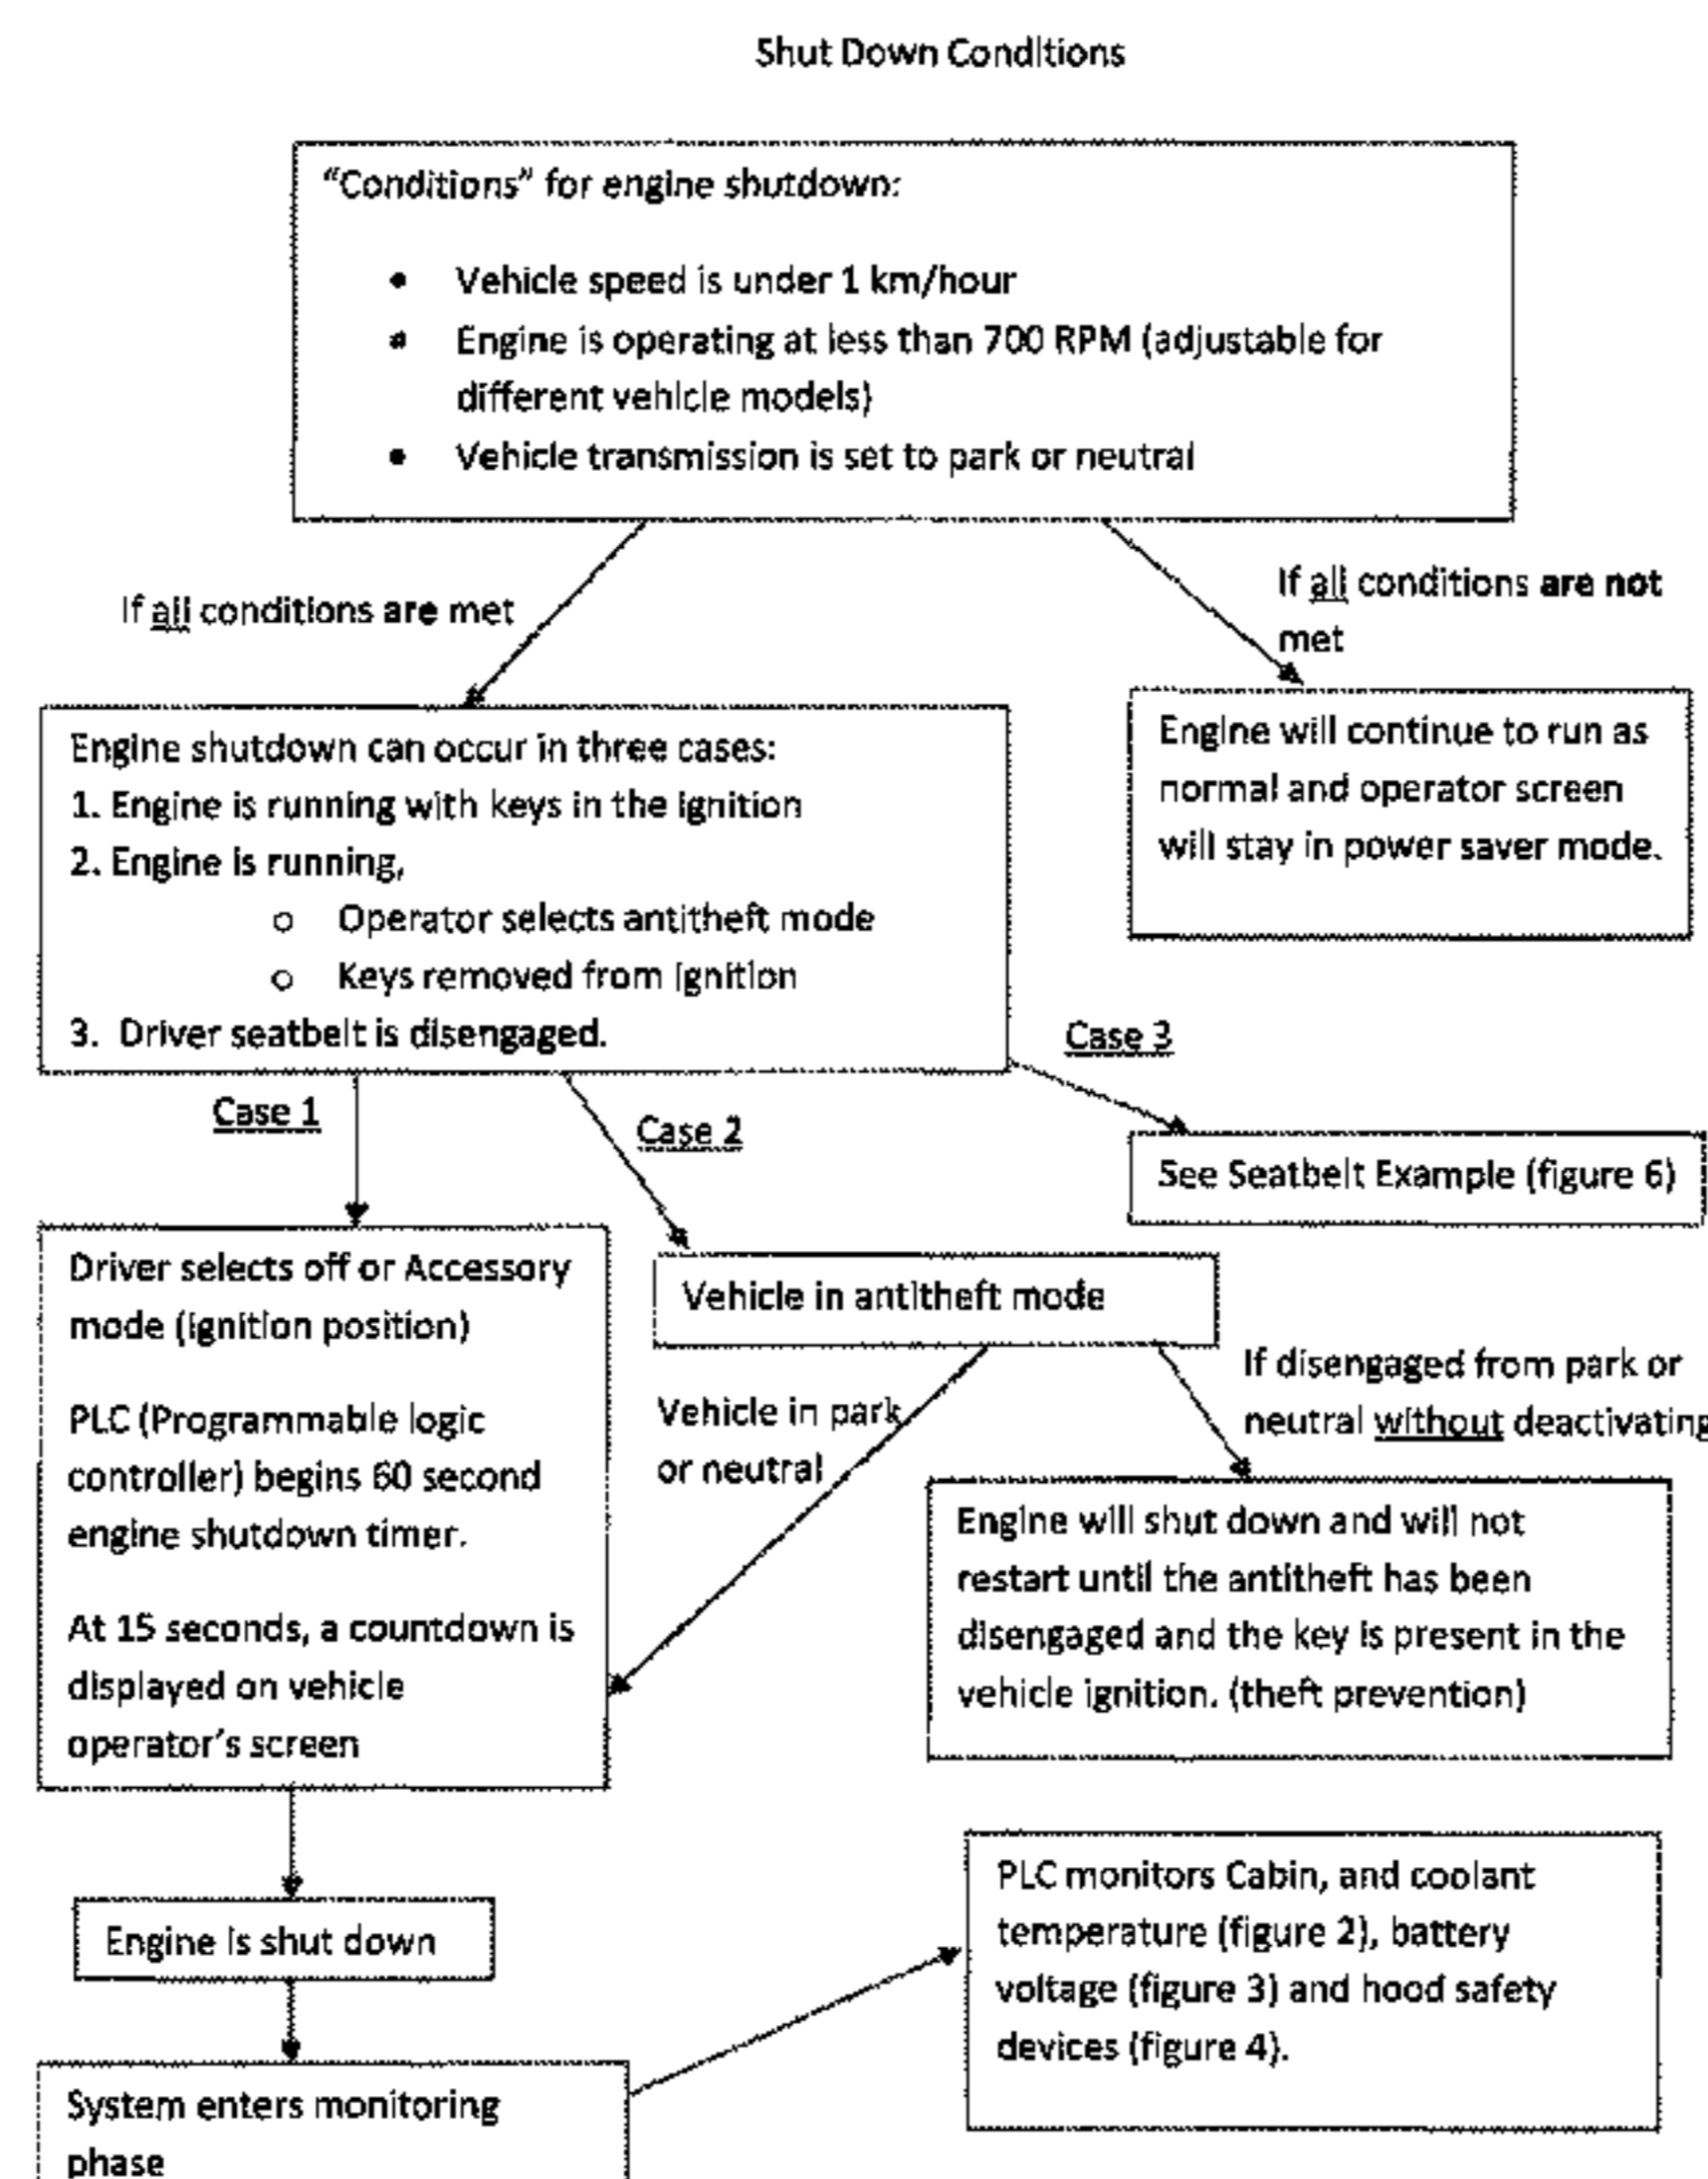 Shut Down Conditions
“Conditions” for engine shutdown:
• Vehicle speed is under 1 km/hour
• Engine is operating at less than 700 RPM (adjustable for
different vehicle models)
• Vehicle transmission is set to park or neutral
If all conditions are met
If all conditions are not
met
Engine shutdown can occur in three cases:
1. Engine is running with keys in the ignition
2. Engine is running,
o Operator selects antitheft mode
o Keys removed from ignition
3. Driver seatbelt is disengaged.
Engine will continue to run as
normal and operator screen
will stay in power saver mode.
Case 1
Case 2
Case 3
See Seatbelt Example (figure 6)
Driver selects off or Accessory
mode (ignition position)
PLC (Programmable logic
controller) begins 60 second
engine shutdown timer.
At 15 seconds, a countdown is
displayed on vehicle
operator’s screen
Vehicle in antitheft mode
Vehicle in park
or neutral
If disengaged from park or
neutral without deactivating
Engine will shut down and will not
restart until the antitheft has been
disengaged and the key is present in the
vehicle ignition. (theft prevention)
Engine is shut down
System enters monitoring
phase
PLC monitors Cabin, and coolant
temperature (figure 2), battery
voltage (figure 3) and hood safety
devices (figure 4).